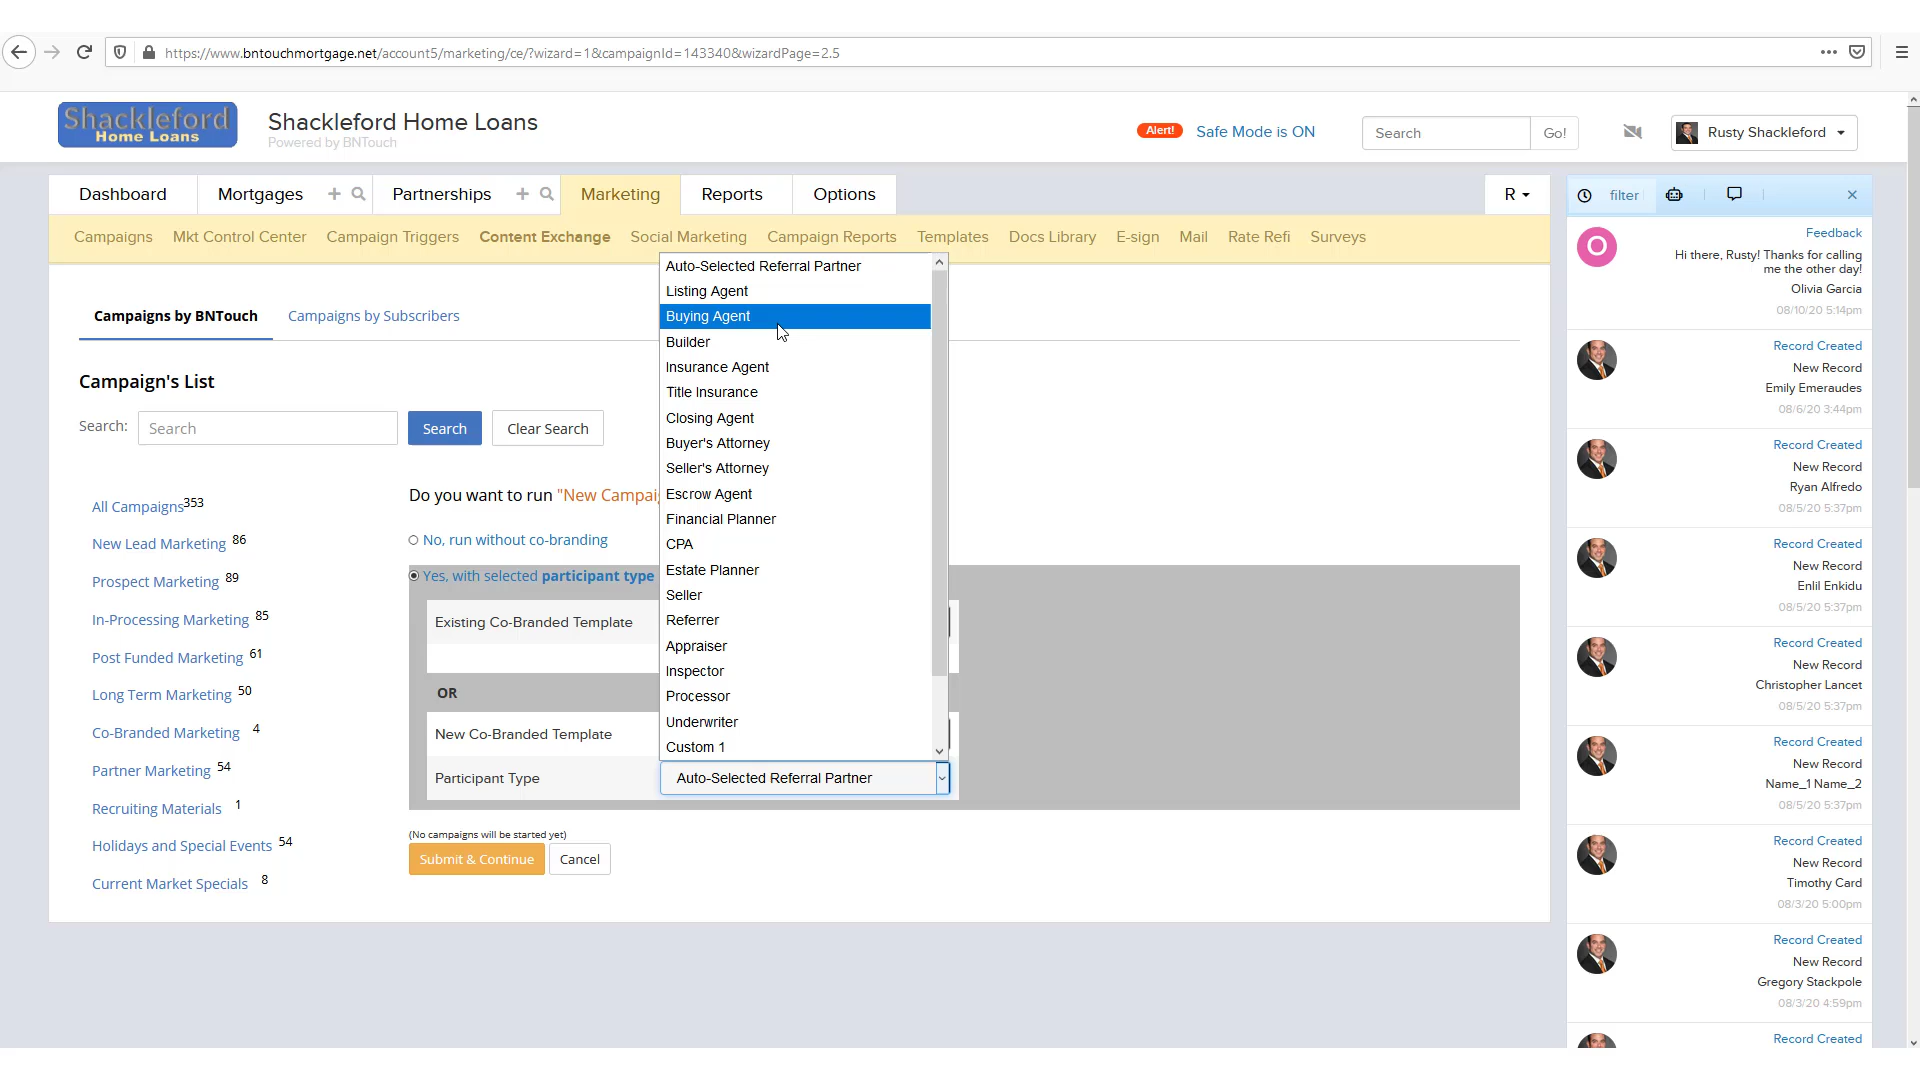 https://www.bntouchmortgage.net/account5/marketing/ce/?wizard=1&campaignId=143340&wizardPage=2.5
Shackleford
Home Loans
Shackleford Home Loans
Powered by BNTouch
Alert!
Safe Mode is ON
Search
Go!
Rusty Shackleford
Dashboard
Mortgages
Partnerships
Marketing
Reports
Options
R
filter
Campaigns
Mkt Control Center
Campaign Triggers
Content Exchange
Social Marketing
Campaign Reports
Templates
Docs Library
E-sign
Mail
Rate Refi
Surveys
Campaigns by BNTouch
Campaigns by Subscribers
Campaign's List
Search:
Search
Search
Clear Search
All Campaigns 353
New Lead Marketing 86
Prospect Marketing 89
In-Processing Marketing 85
Post Funded Marketing 61
Long Term Marketing 50
Co-Branded Marketing 4
Partner Marketing 54
Recruiting Materials 1
Holidays and Special Events 54
Current Market Specials 8
Do you want to run "New Campai
No, run without co-branding
Yes, with selected participant type
Existing Co-Branded Template
OR
New Co-Branded Template
Participant Type
Auto-Selected Referral Partner
Auto-Selected Referral Partner
Listing Agent
Buying Agent
Builder
Insurance Agent
Title Insurance
Closing Agent
Buyer's Attorney
Seller's Attorney
Escrow Agent
Financial Planner
CPA
Estate Planner
Seller
Referrer
Appraiser
Inspector
Processor
Underwriter
Custom 1
(No campaigns will be started yet)
Submit & Continue
Cancel
O
Feedback
Hi there, Rusty! Thanks for calling
me the other day!
Olivia Garcia
08/10/20 5:14pm
Record Created
New Record
Emily Emeraudes
08/6/20 3:44pm
Record Created
New Record
Ryan Alfredo
08/5/20 5:37pm
Record Created
New Record
Enlil Enkidu
08/5/20 5:37pm
Record Created
New Record
Christopher Lancet
08/5/20 5:37pm
Record Created
New Record
Name_1 Name_2
08/5/20 5:37pm
Record Created
New Record
Timothy Card
08/3/20 5:00pm
Record Created
New Record
Gregory Stackpole
08/3/20 4:59pm
Record Created